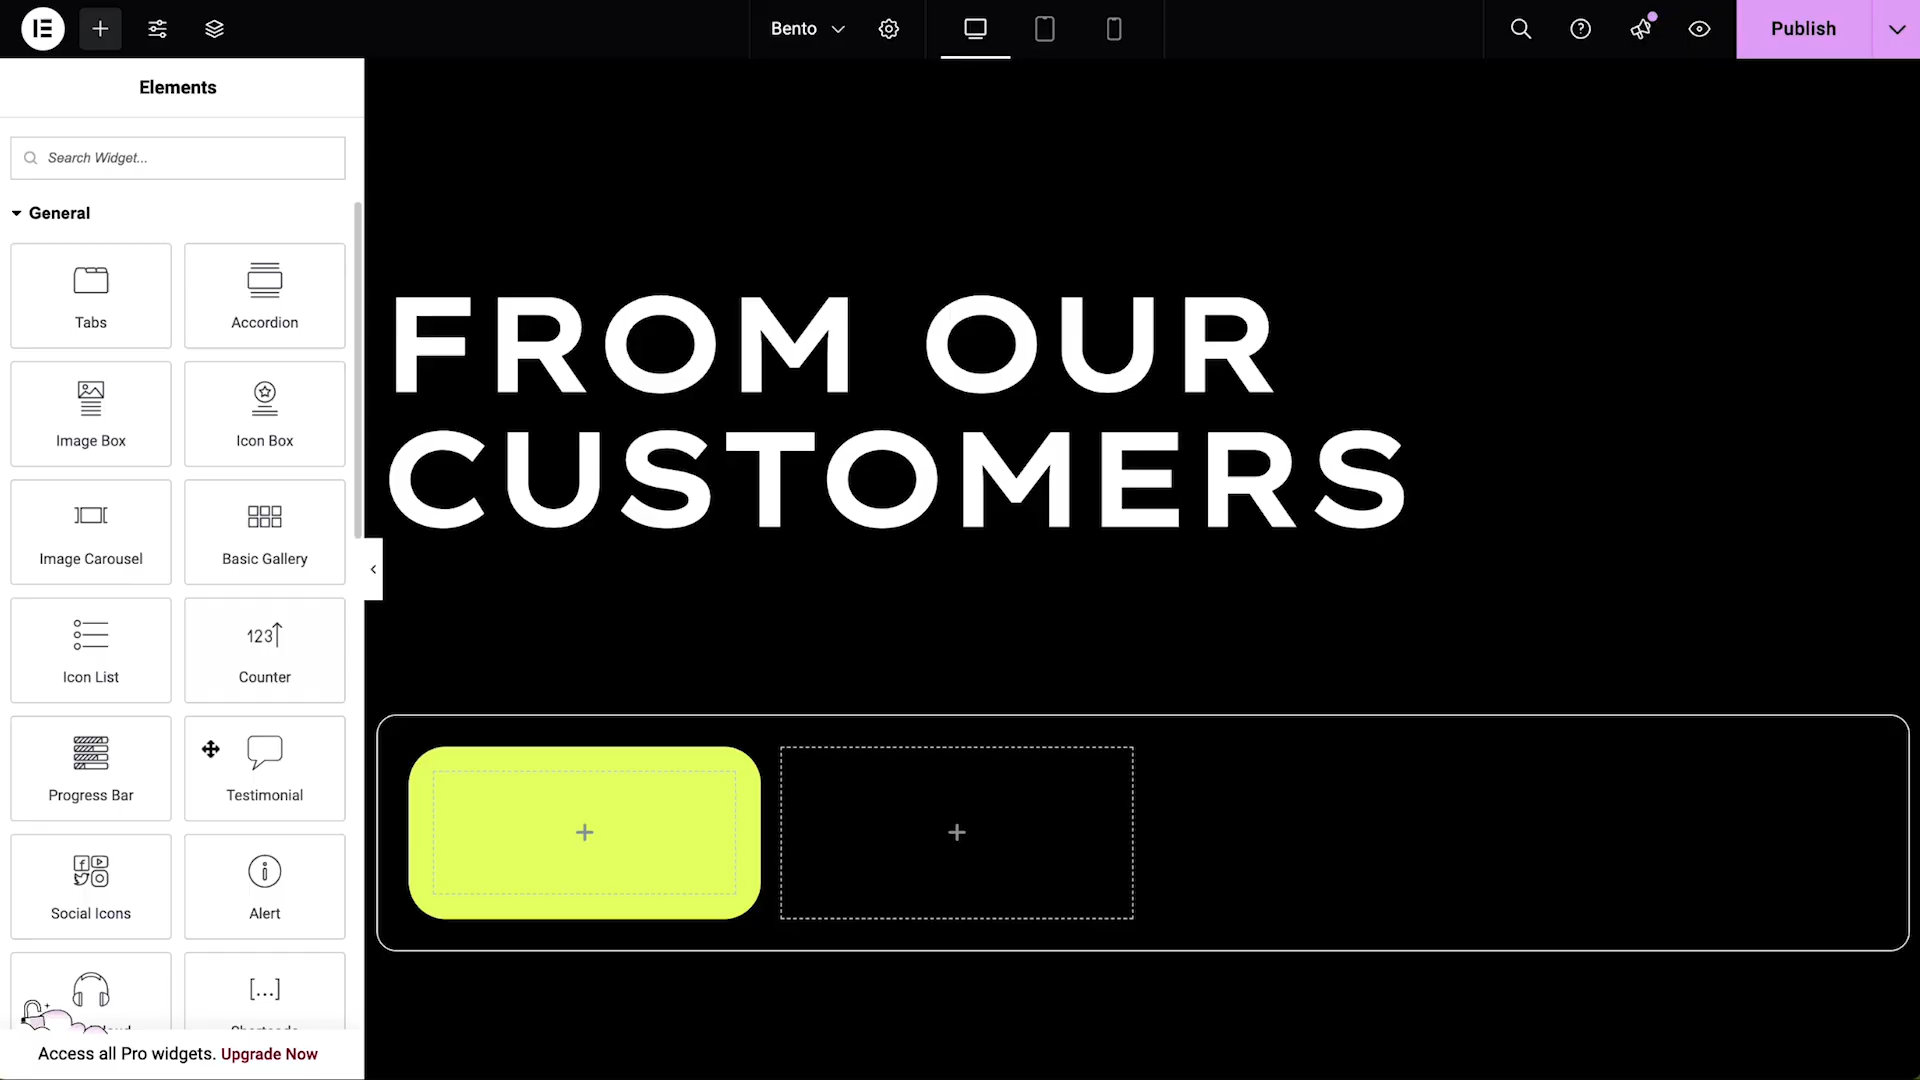 Bento
Publish
Elements
Search Widget...
General
Tabs
Accordion
Image Box
Icon Box
Image Carousel
Basic Gallery
Icon List
123
Counter
Progress Bar
Testimonial
Social Icons
Alert
[...]
Access all Pro widgets. Upgrade Now
FROM OUR
CUSTOMERS